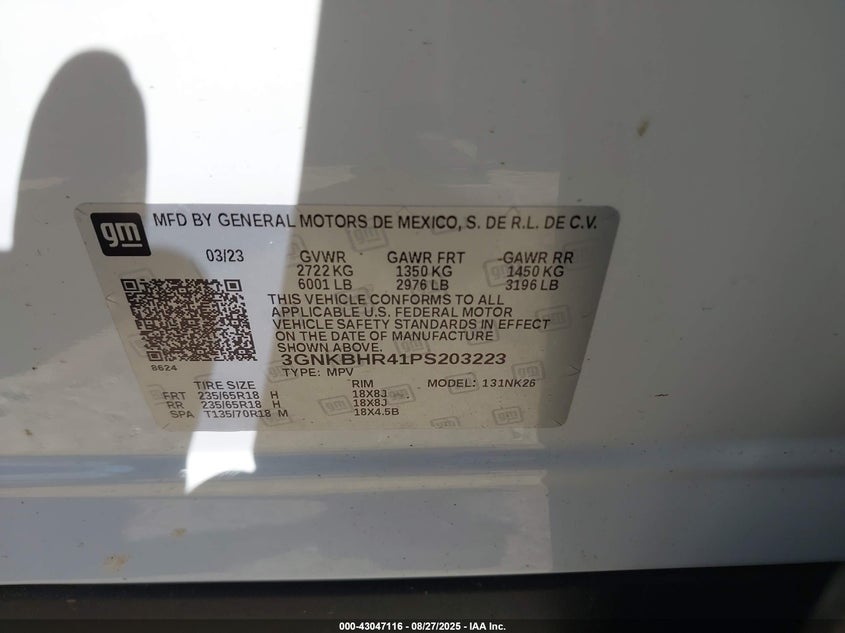 gm MFD BY GENERAL MOTORS DE MEXICO, S. DE R.L. DE C.V.
03/23 GVWR GAWR FRT GAWR RR
2722 KG 1350 KG 1450 KG
6001 LB 2976 LB 3196 LB
THIS VEHICLE CONFORMS TO ALL
APPLICABLE U.S. FEDERAL MOTOR
VEHICLE SAFETY STANDARDS IN EFFECT
ON THE DATE OF MANUFACTURE
SHOWN ABOVE.
8624
3GNKBHR41PS203223
TYPE: MPV MODEL: 131NK26
TIRE SIZE RIM
FRT 235/65R18 H 18X8J
RR 235/65R18 H 18X8J
SPA T135/70R18 M 18X4.5B
000-43047116 - 08/27/2025 - IAA Inc.